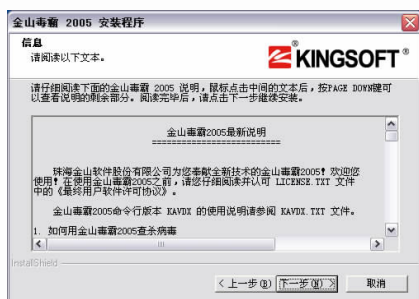 金山毒霸 2005 安装程序
信息
请阅读以下文本。
KINGSOFT®
请仔细阅读下面的金山毒霸 2005 说明，鼠标点击中间的文本后，按PAGE DOWN键可
以查看说明的剩余部分。阅读完毕后，请点击下一步继续安装。
金山毒霸2005最新说明
==========================
珠海金山软件股份有限公司为您奉献全新技术的金山毒霸2005！欢迎您
使用！在使用金山毒霸2005之前，请您仔细阅读并认可 LICENSE.TXT 文件
中的《最终用户软件许可协议》。
金山毒霸2005命令行版本 KAVDX 的使用说明请参阅 KAVDX.TXT 文件。
1. 如何用金山毒霸2005查杀病毒
InstallShield
< 上一步(B)
下一步(N) >
取消